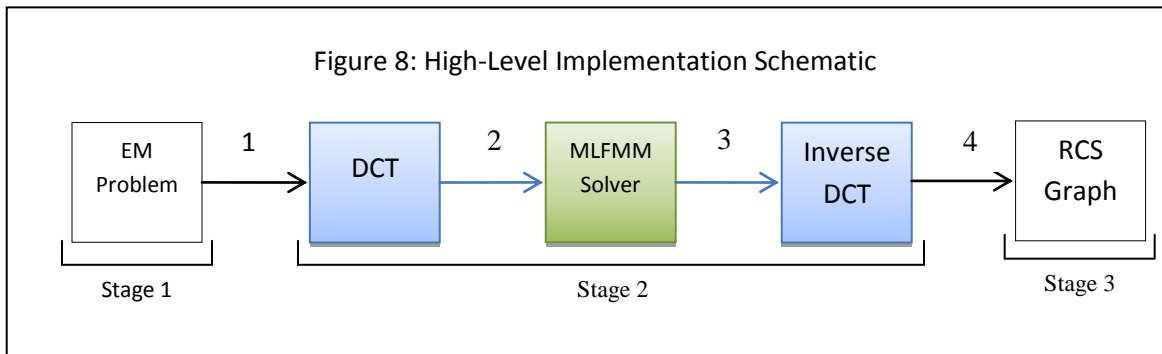 Figure 8: High-Level Implementation Schematic
EM
Problem
1
DCT
2
MLFMM
Solver
3
Inverse
DCT
4
RCS
Graph
Stage 1
Stage 2
Stage 3